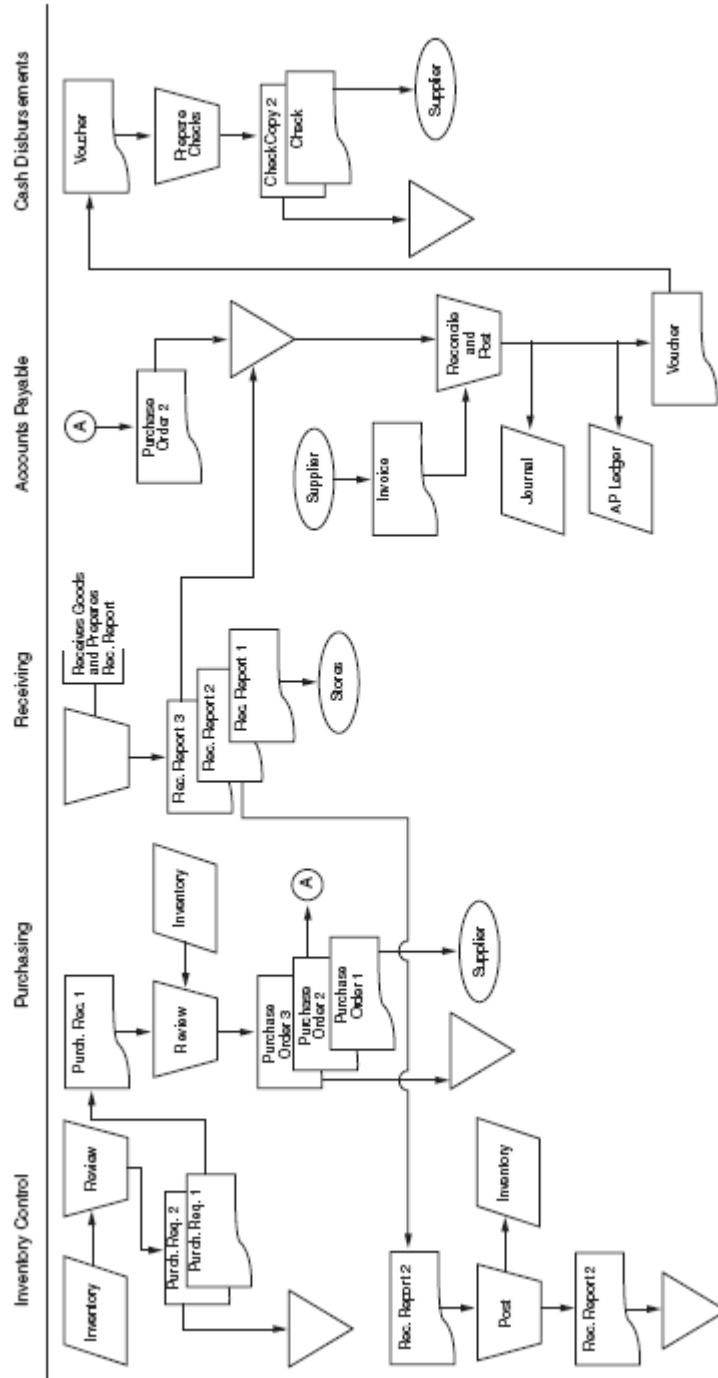 Inventory Control
Purchasing
Receiving
Accounts Payable
Cash Disbursements
Inventory
Review
Purch. Req. 2
Purch. Req. 1
Rec. Report 2
Post
Inventory
Rec. Report 2
Purch. Rec. 1
Review
Inventory
Purchase
Order 3
Purchase
Order 2
Purchase
Order 1
A
Supplier
Receives Goods
and Prepares
Rec. Report
Rec. Report 3
Rec. Report 2
Rec. Report 1
Stores
A
Purchase
Order 2
Supplier
Invoice
Reconcile
and
Post
Journal
AP Ledger
Voucher
Voucher
Prepare
Checks
Check Copy 2
Check
Supplier